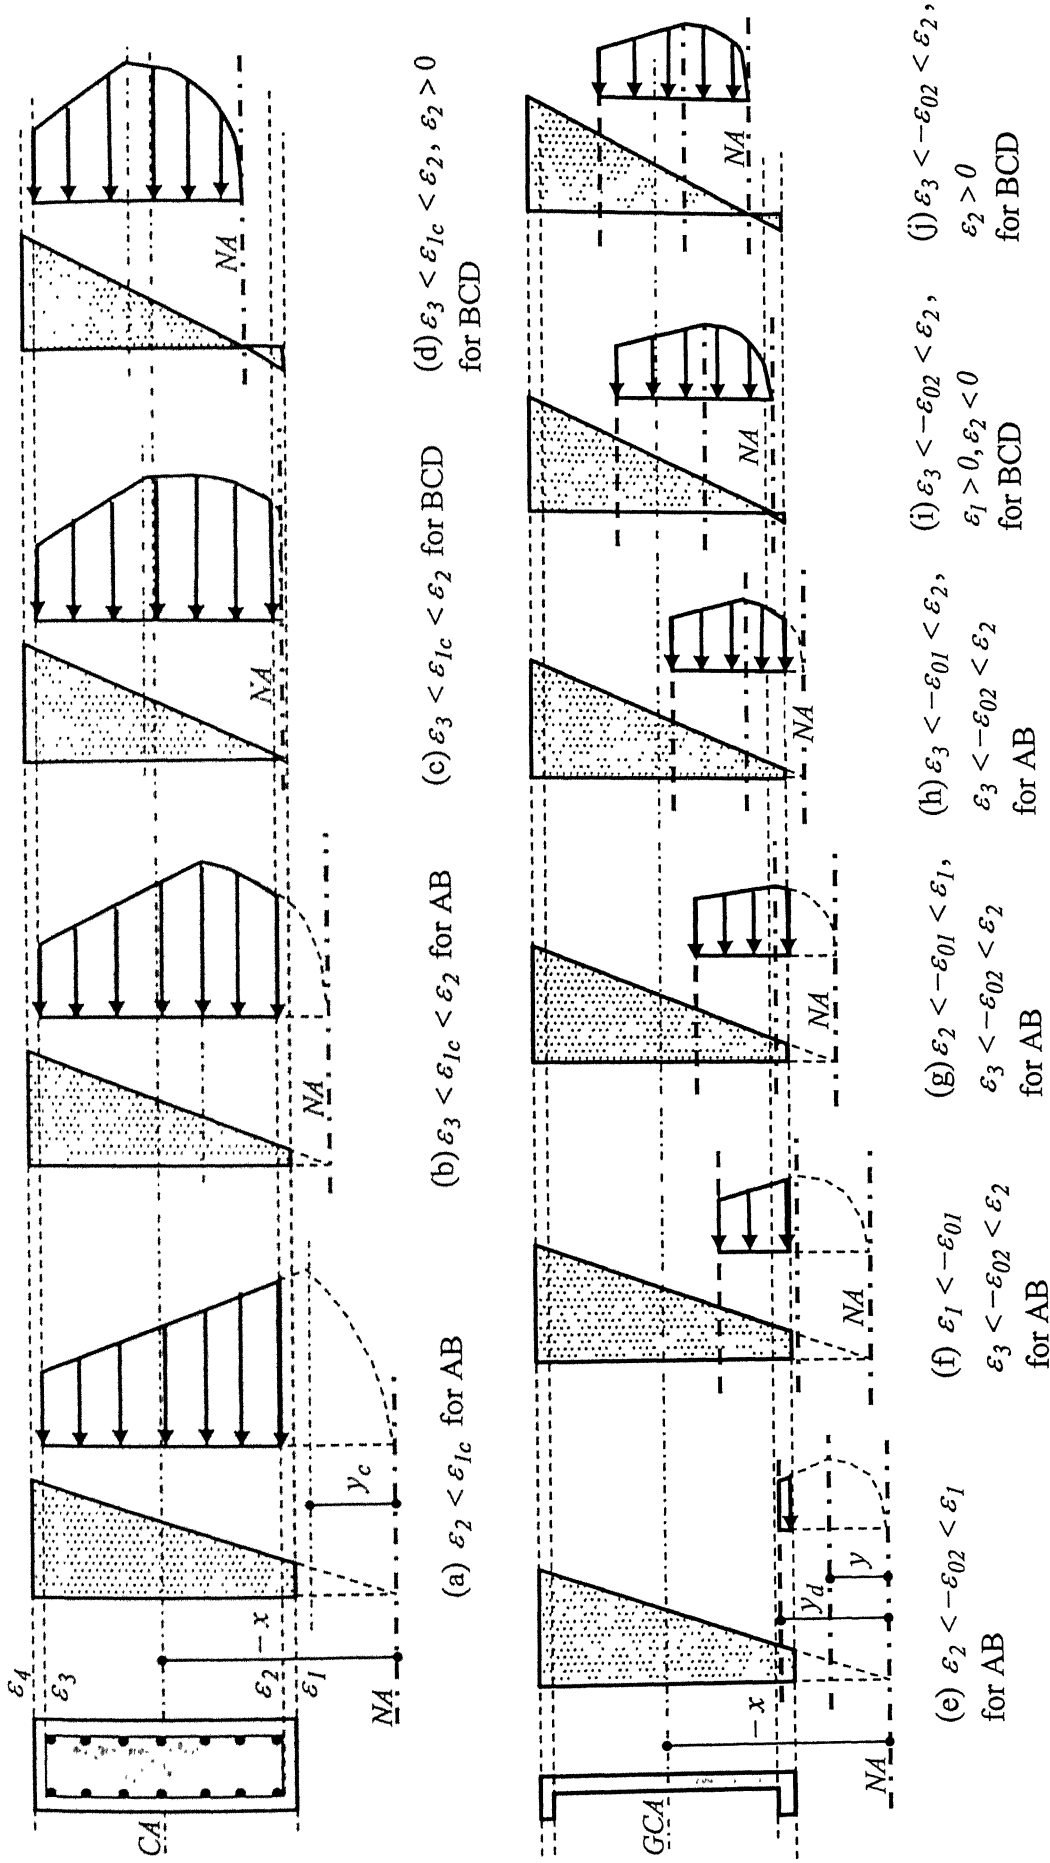 ε4
ε3
ε2
ε1
CA
−x
NA
yc
NA
NA
NA
(a) ε2 < ε1c for AB
(b) ε3 < ε1c < ε2 for AB
(c) ε3 < ε1c < ε2 for BCD
(d) ε3 < ε1c < ε2, ε2 > 0
for BCD
GCA
−x
NA
yd
y
NA
NA
NA
NA
NA
(e) ε2 < −ε02 < ε1
for AB
(f) ε1 < −ε01
ε3 < −ε02 < ε2
for AB
(g) ε2 < −ε01 < ε1,
ε3 < −ε02 < ε2
for AB
(h) ε3 < −ε01 < ε2,
ε3 < −ε02 < ε2
for AB
(i) ε3 < −ε02 < ε2,
ε1 > 0, ε2 < 0
for BCD
(j) ε3 < −ε02 < ε2,
ε2 > 0
for BCD